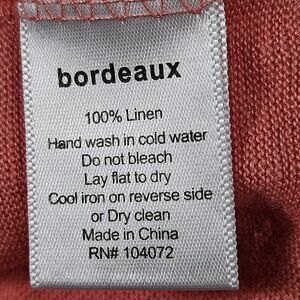 bordeaux
100% Linen
Hand wash in cold water
Do not bleach
Lay flat to dry
Cool iron on reverse side
or Dry clean
Made in China
RN# 104072